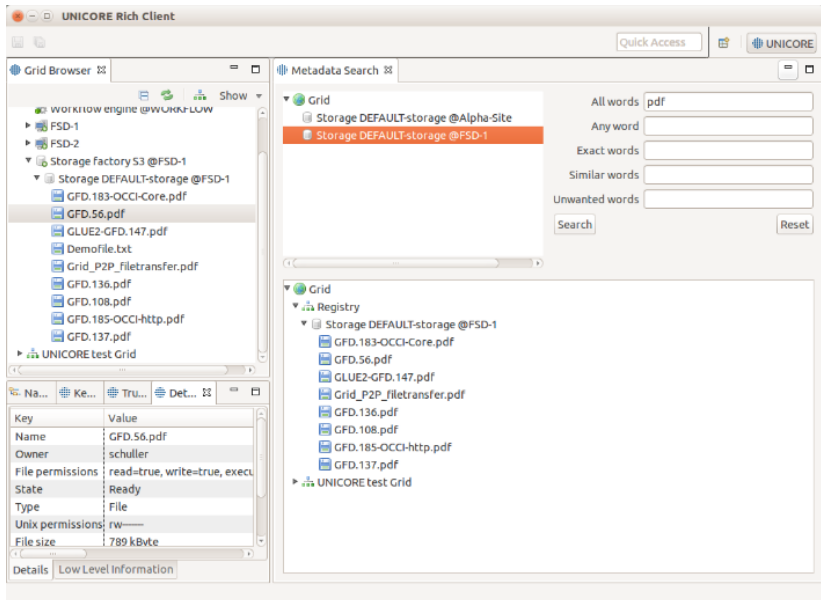 UNICORE Rich Client
Quick Access
UNICORE
Grid Browser
Show
Workflow engine @WORKFLOW
FSD-1
FSD-2
Storage factory S3 @FSD-1
Storage DEFAULT-storage @FSD-1
GFD.183-OCCI-Core.pdf
GFD.56.pdf
GLUE2-GFD.147.pdf
Demofile.txt
Grid_P2P_filetransfer.pdf
GFD.136.pdf
GFD.108.pdf
GFD.185-OCCI-http.pdf
GFD.137.pdf
UNICORE test Grid
Na... Ke... Tru... Det...
Key Value
Name GFD.56.pdf
Owner schuller
File permissions read=true, write=true, execu
State Ready
Type File
Unix permissions rw----
File size 789 kByte
Details Low Level Information
Metadata Search
Grid
Storage DEFAULT-storage @Alpha-Site
Storage DEFAULT-storage @FSD-1
All words pdf
Any word
Exact words
Similar words
Unwanted words
Search Reset
Grid
Registry
Storage DEFAULT-storage @FSD-1
GFD.183-OCCI-Core.pdf
GFD.56.pdf
GLUE2-GFD.147.pdf
Grid_P2P_filetransfer.pdf
GFD.136.pdf
GFD.108.pdf
GFD.185-OCCI-http.pdf
GFD.137.pdf
UNICORE test Grid